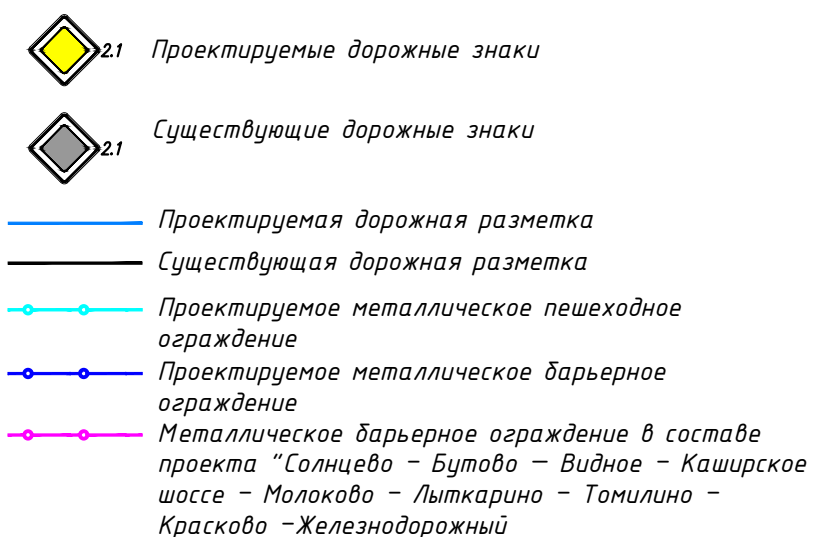 2.1 Проектируемые дорожные знаки
2.1 Существующие дорожные знаки
Проектируемая дорожная разметка
Существующая дорожная разметка
Проектируемое металлическое пешеходное
ограждение
Проектируемое металлическое барьерное
ограждение
Металлическое барьерное ограждение в составе
проекта "Солнцево - Бутово — Видное - Каширское
шоссе - Молоково - Лыткарино - Томилино -
Красково -Железнодорожный